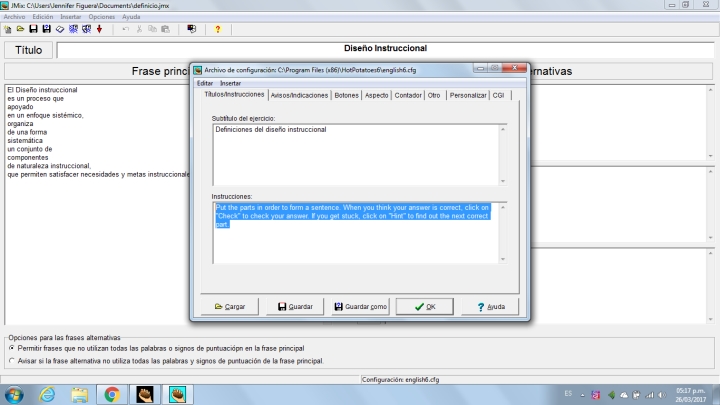 JMix: C:\Users\Jennifer Figuera\Documents\definicio.jmx
Archivo Edición Insertar Opciones Ayuda
Título
Diseño Instruccional
Frase princ
ernativas
El Diseño instruccional
es un proceso que
apoyado
en un enfoque sistémico,
organiza
de una forma
sistemática
un conjunto de
componentes
de naturaleza instruccional,
que permiten satisfacer necesidades y metas instruccionale
Archivo de configuración: C:\Program Files (x86)\HotPotatoes6\english6.cfg
Editar Insertar
Títulos/Instrucciones Avisos/Indicaciones Botones Aspecto Contador Otro Personalizar CGI
Subtítulo del ejercicio:
Definiciones del diseño instruccional
Instrucciones:
Put the parts in order to form a sentence. When you think your answer is correct, click on
"Check" to check your answer. If you get stuck, click on "Hint" to find out the next correct
part.
Cargar Guardar Guardar como OK Ayuda
Opciones para las frases alternativas
Permitir frases que no utilizan todas las palabras o signos de puntuaciópn en la frase principal
Avisar si la frase alternativa no utiliza todas las palabras y signos de puntuación de la frase principal.
Configuración: english6.cfg
ES
05:17 p.m.
26/03/2017